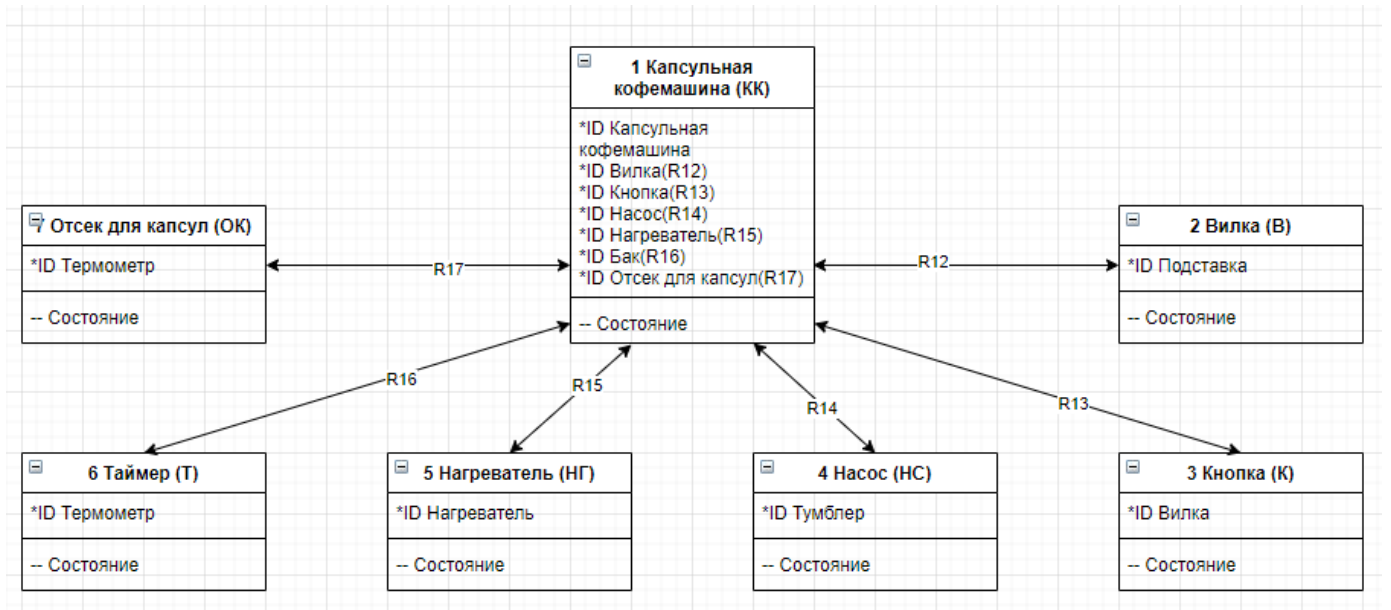 1 Капсульная
кофемашина (КК)
*ID Капсульная
кофемашина
*ID Вилка(R12)
*ID Кнопка(R13)
*ID Насос(R14)
*ID Нагреватель(R15)
*ID Бак(R16)
*ID Отсек для капсул(R17)
-- Состояние
7 Отсек для капсул (ОК)
*ID Термометр
-- Состояние
R17
R12
2 Вилка (В)
*ID Подставка
-- Состояние
R16
R15
R14
R13
6 Таймер (Т)
*ID Термометр
-- Состояние
5 Нагреватель (НГ)
*ID Нагреватель
-- Состояние
4 Насос (НС)
*ID Тумблер
-- Состояние
3 Кнопка (К)
*ID Вилка
-- Состояние